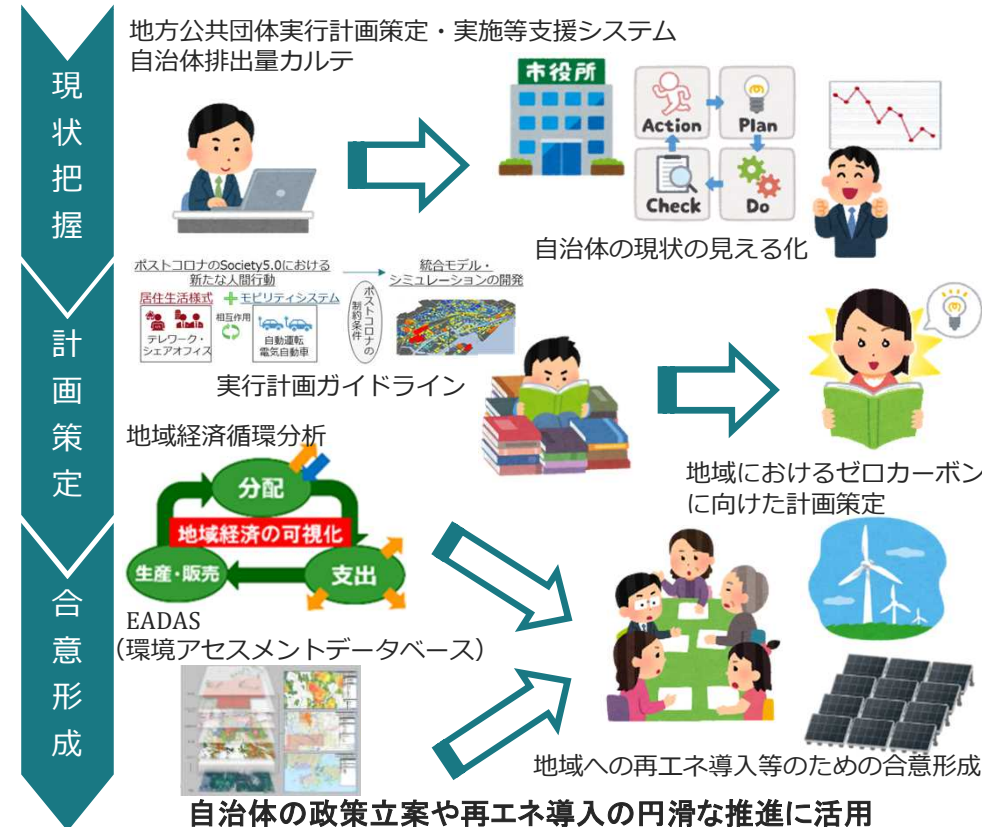 現状把握
地方公共団体実行計画策定・実施等支援システム
自治体排出量カルテ
市役所
Action
Plan
Check
Do
自治体の現状の見える化
計画策定
ポストコロナのSociety5.0における
新たな人間行動
統合モデル・
シミュレーションの開発
居住生活様式
モビリティシステム
相互作用
テレワーク・
シェアオフィス
自動運転
電気自動車
ポストコロナの
制約条件
実行計画ガイドライン
地域におけるゼロカーボン
に向けた計画策定
地域経済循環分析
分配
地域経済の可視化
生産・販売
支出
合意形成
EADAS
（環境アセスメントデータベース）
地域への再エネ導入等のための合意形成
自治体の政策立案や再エネ導入の円滑な推進に活用